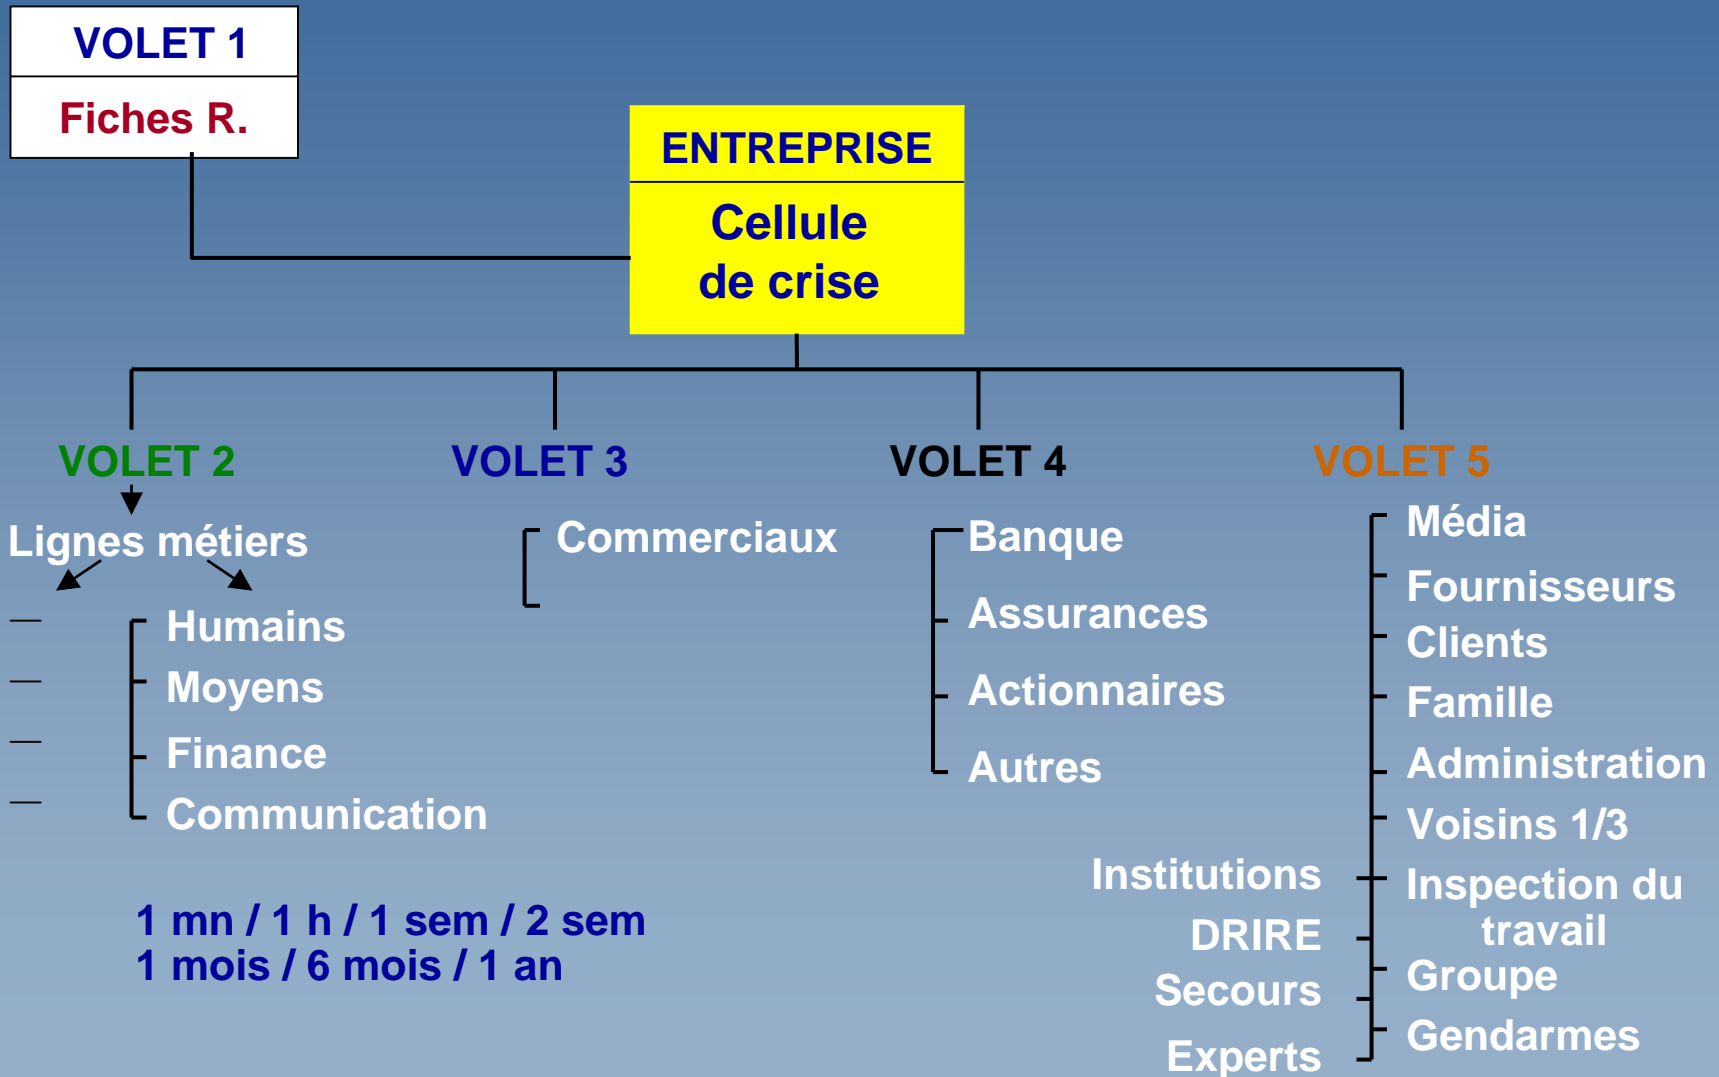 VOLET 1
Fiches R.
ENTREPRISE
Cellule
de crise
VOLET 2
Lignes métiers
Humains
Moyens
Finance
Communication
1 mn / 1 h / 1 sem / 2 sem
1 mois / 6 mois / 1 an
VOLET 3
Commerciaux
VOLET 4
Banque
Assurances
Actionnaires
Autres
VOLET 5
Média
Fournisseurs
Clients
Famille
Administration
Voisins 1/3
Inspection du
travail
Groupe
Gendarmes
Institutions
DRIRE
Secours
Experts